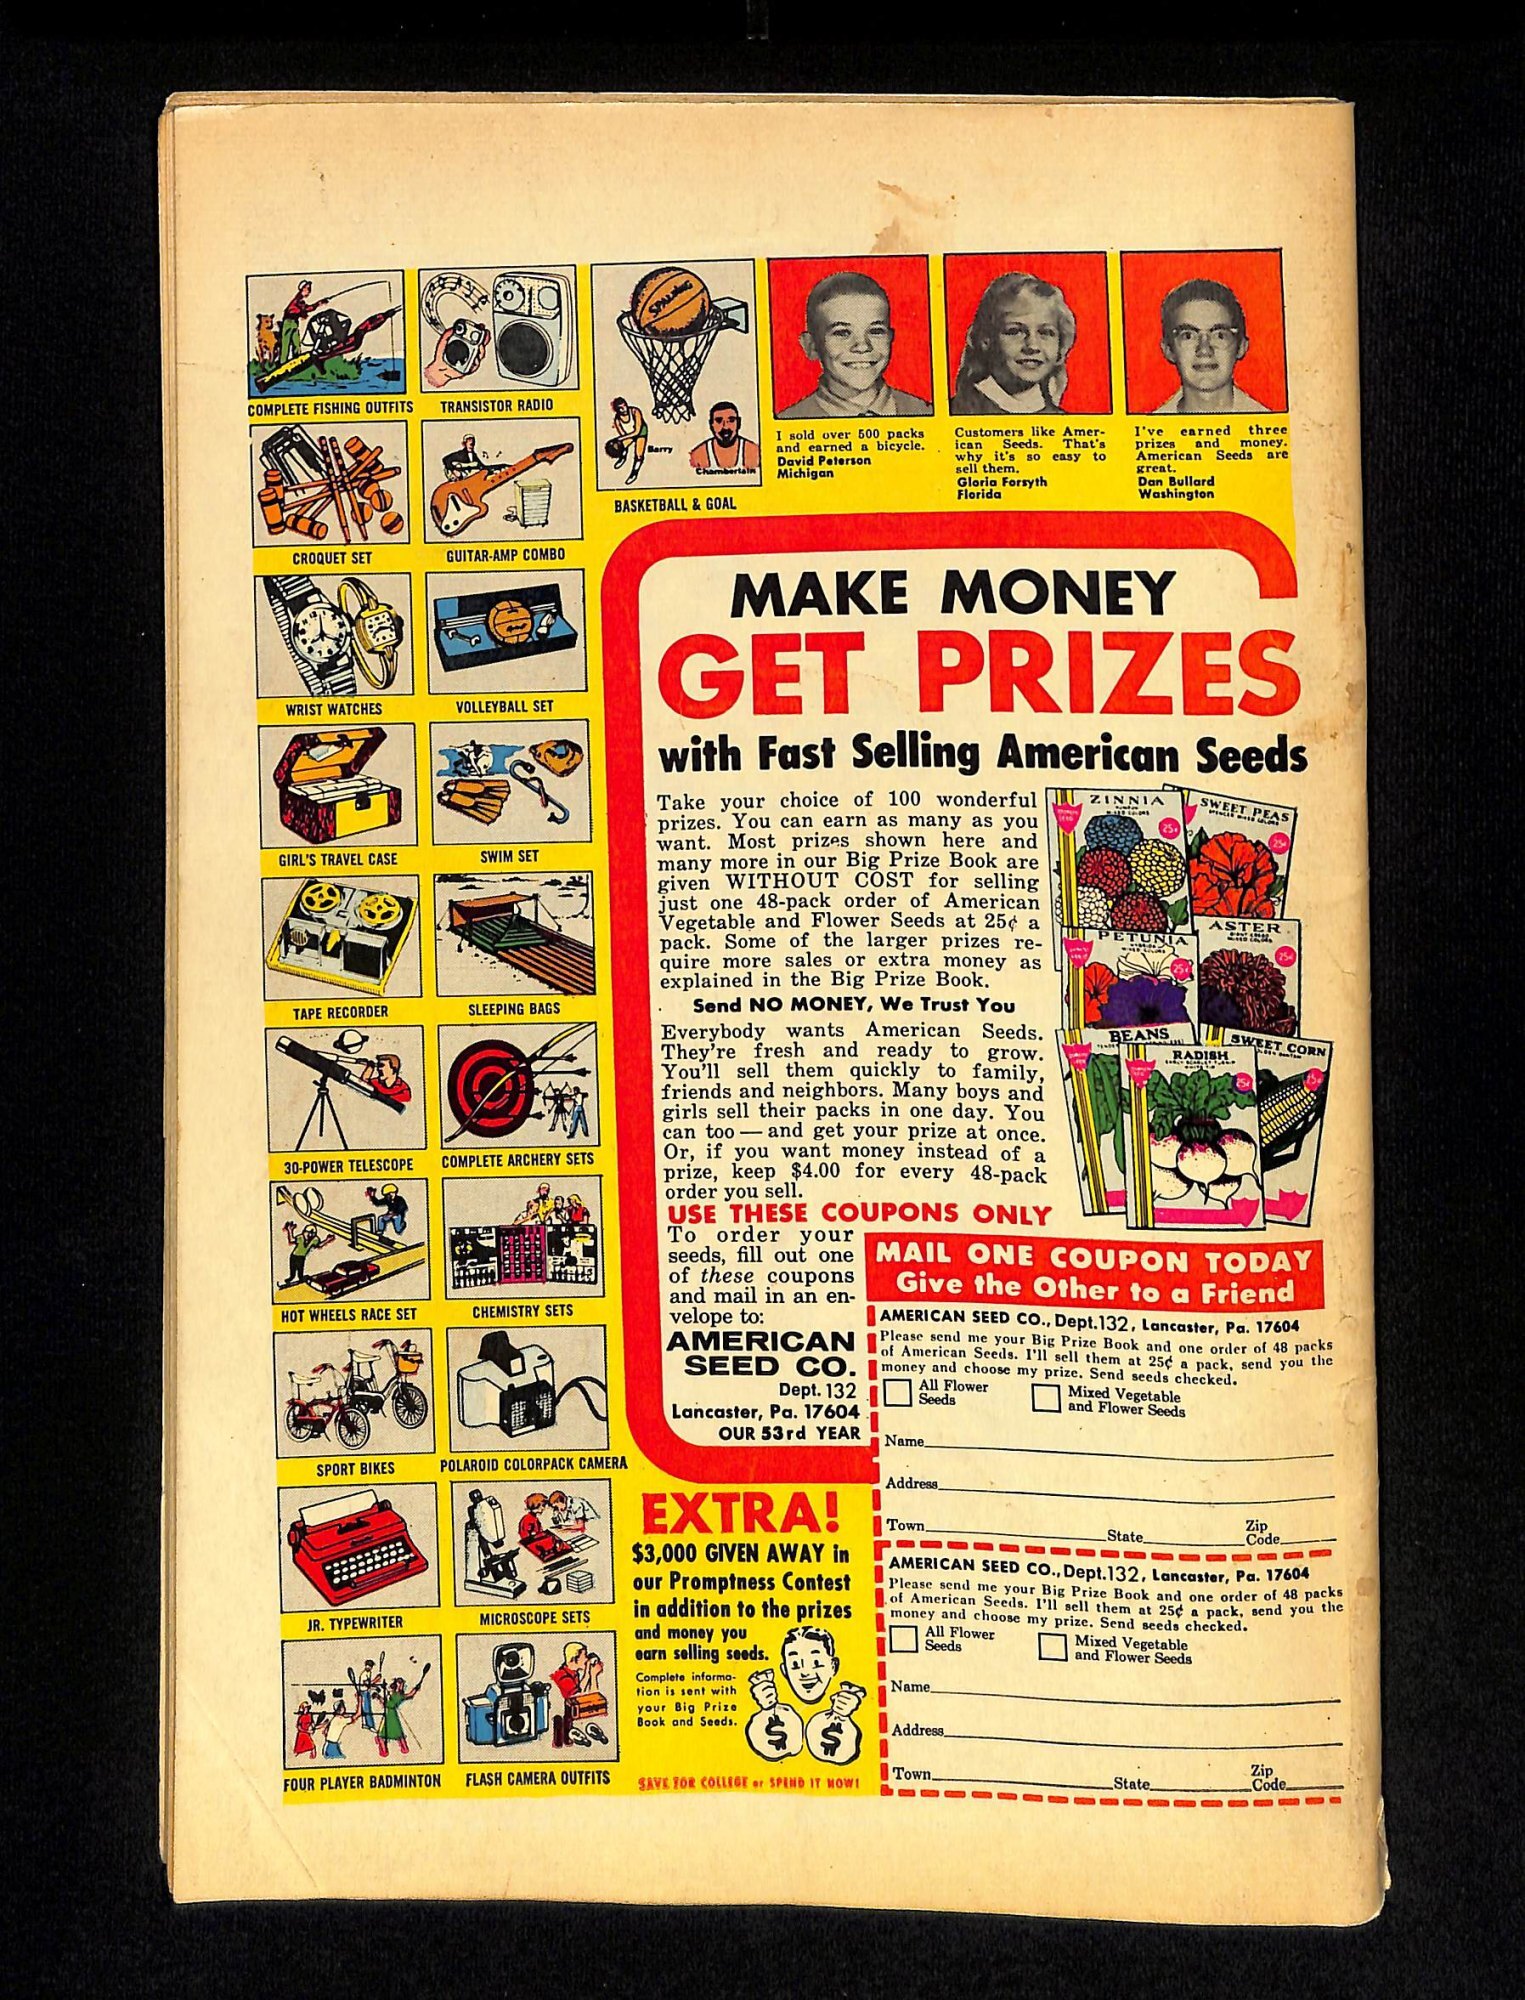 COMPLETE FISHING OUTFITS
TRANSISTOR RADIO
SPALDING
Barry
Chamberlain
BASKETBALL & GOAL
CROQUET SET
GUITAR-AMP COMBO
WRIST WATCHES
VOLLEYBALL SET
GIRL'S TRAVEL CASE
SWIM SET
TAPE RECORDER
SLEEPING BAGS
30-POWER TELESCOPE
COMPLETE ARCHERY SETS
HOT WHEELS RACE SET
CHEMISTRY SETS
SPORT BIKES
POLAROID COLORPACK CAMERA
JR. TYPEWRITER
MICROSCOPE SETS
FOUR PLAYER BADMINTON
FLASH CAMERA OUTFITS
I sold over 500 packs
and earned a bicycle.
David Peterson
Michigan
Customers like Amer-
ican Seeds. That's
why it's so easy to
sell them.
Gloria Forsyth
Florida
I've earned three
prizes and money.
American Seeds are
great.
Dan Bullard
Washington
MAKE MONEY
GET PRIZES
with Fast Selling American Seeds
Take your choice of 100 wonderful
prizes. You can earn as many as you
want. Most prizes shown here and
many more in our Big Prize Book are
given WITHOUT COST for selling
just one 48-pack order of American
Vegetable and Flower Seeds at 25¢ a
pack. Some of the larger prizes re-
quire more sales or extra money as
explained in the Big Prize Book.
Send NO MONEY, We Trust You
Everybody wants American Seeds.
They're fresh and ready to grow.
You'll sell them quickly to family,
friends and neighbors. Many boys and
girls sell their packs in one day. You
can too — and get your prize at once.
Or, if you want money instead of a
prize, keep $4.00 for every 48-pack
order you sell.
ZINNIA
MIXED COLORS
25¢
SWEET PEAS
25¢
PETUNIA
25¢
ASTER
MIXED COLORS
25¢
BEANS
RADISH
25¢
SWEET CORN
25¢
USE THESE COUPONS ONLY
To order your
seeds, fill out one
of these coupons
and mail in an en-
velope to:
AMERICAN
SEED CO.
Dept. 132
Lancaster, Pa. 17604
OUR 53rd YEAR
MAIL ONE COUPON TODAY
Give the Other to a Friend
AMERICAN SEED CO., Dept. 132, Lancaster, Pa. 17604
Please send me your Big Prize Book and one order of 48 packs
of American Seeds. I'll sell them at 25¢ a pack, send you the
money and choose my prize. Send seeds checked.
All Flower
Seeds
Mixed Vegetable
and Flower Seeds
Name
Address
Town State Zip
Code
AMERICAN SEED CO., Dept. 132, Lancaster, Pa. 17604
Please send me your Big Prize Book and one order of 48 packs
of American Seeds. I'll sell them at 25¢ a pack, send you the
money and choose my prize. Send seeds checked.
All Flower
Seeds
Mixed Vegetable
and Flower Seeds
Name
Address
Town State Zip
Code
EXTRA!
$3,000 GIVEN AWAY in
our Promptness Contest
in addition to the prizes
and money you
earn selling seeds.
Complete informa-
tion is sent with
your Big Prize
Book and Seeds.
$ $
SAVE FOR COLLEGE or SPEND IT NOW!